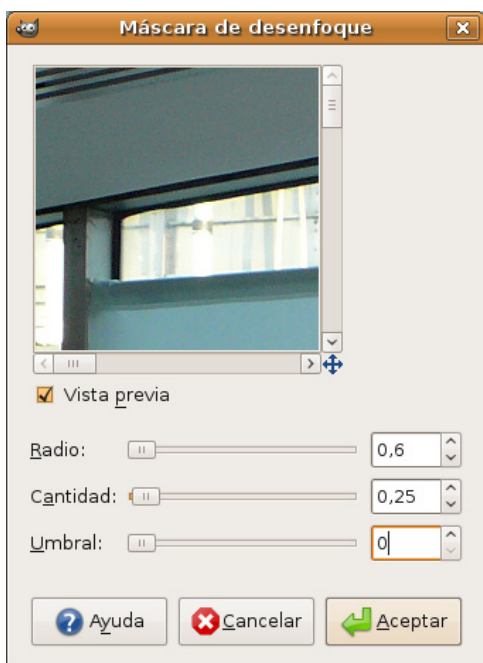 Máscara de desenfoque
Vista previa
Radio: 0,6
Cantidad: 0,25
Umbral: 0
Ayuda Cancelar Aceptar